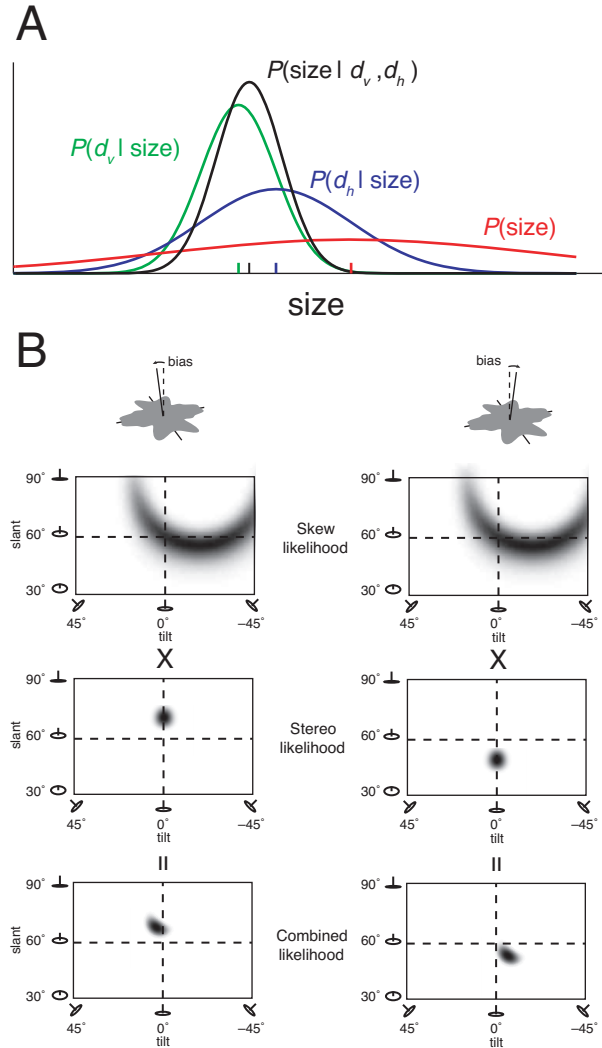 A
P(size | d_v, d_h)
P(d_v | size)
P(d_h | size)
P(size)
size
B
bias bias
90° 90°
slant 60° Skew likelihood 60°
30° 30°
45° 0° −45° 45° 0° −45°
tilt tilt
X X
90° 90°
slant 60° Stereo likelihood 60°
30° 30°
45° 0° −45° 45° 0° −45°
tilt tilt
= =
90° 90°
slant 60° Combined likelihood 60°
30° 30°
45° 0° −45° 45° 0° −45°
tilt tilt